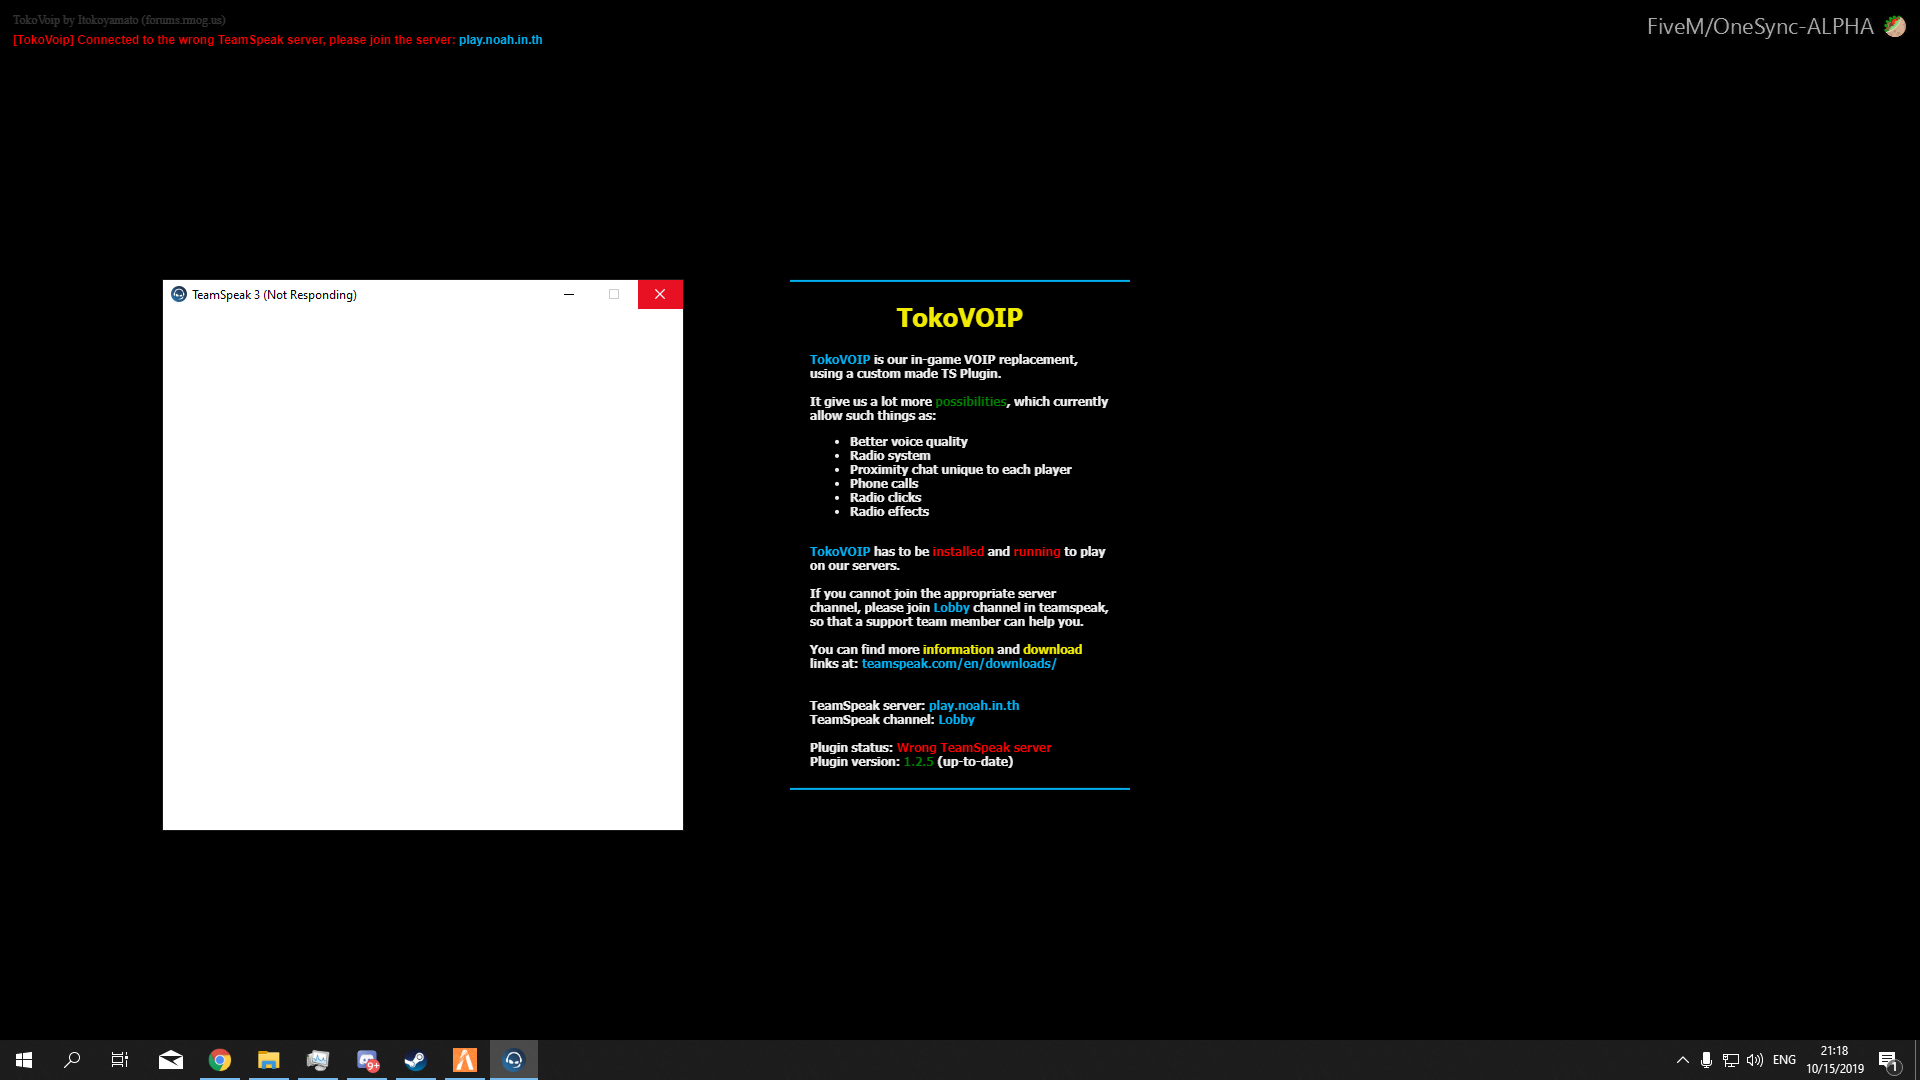 TokoVoip by Itokoyamato (forums.rmog.us)
[TokoVoip] Connected to the wrong TeamSpeak server, please join the server: play.noah.in.th
FiveM/OneSync-ALPHA
TeamSpeak 3 (Not Responding)
TokoVOIP
TokoVOIP is our in-game VOIP replacement,
using a custom made TS Plugin.
It give us a lot more possibilities, which currently
allow such things as:
• Better voice quality
• Radio system
• Proximity chat unique to each player
• Phone calls
• Radio clicks
• Radio effects
TokoVOIP has to be installed and running to play
on our servers.
If you cannot join the appropriate server
channel, please join Lobby channel in teamspeak,
so that a support team member can help you.
You can find more information and download
links at: teamspeak.com/en/downloads/
TeamSpeak server: play.noah.in.th
TeamSpeak channel: Lobby
Plugin status: Wrong TeamSpeak server
Plugin version: 1.2.5 (up-to-date)
9+
ENG
21:18
10/15/2019
1